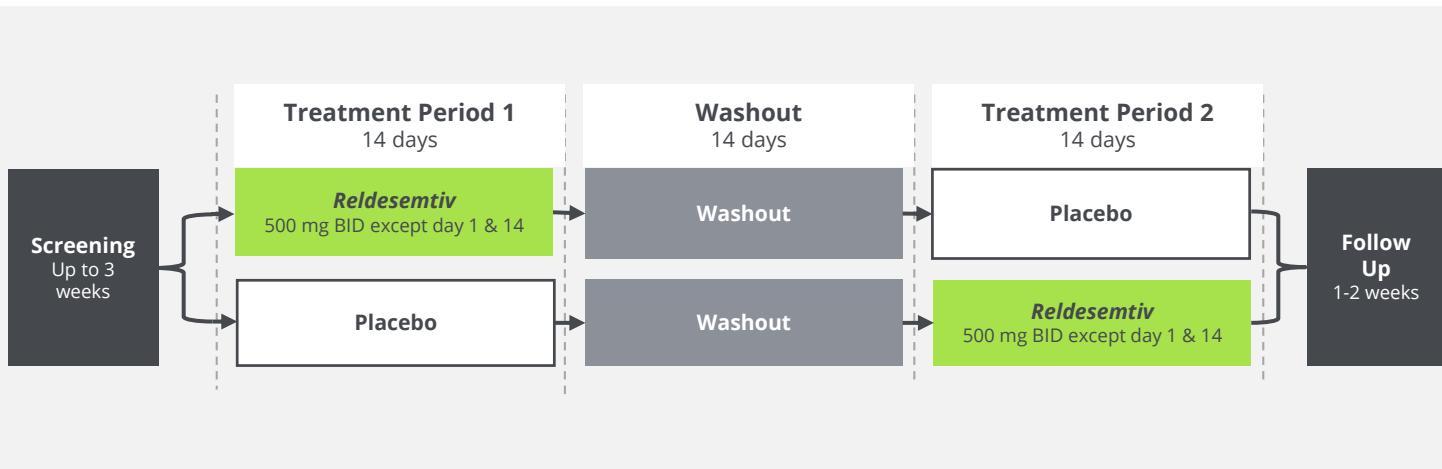 Treatment Period 1
14 days
Washout
14 days
Treatment Period 2
14 days
Screening
Up to 3
weeks
Reldesemtiv
500 mg BID except day 1 & 14
Washout
Placebo
Placebo
Washout
Reldesemtiv
500 mg BID except day 1 & 14
Follow
Up
1-2 weeks